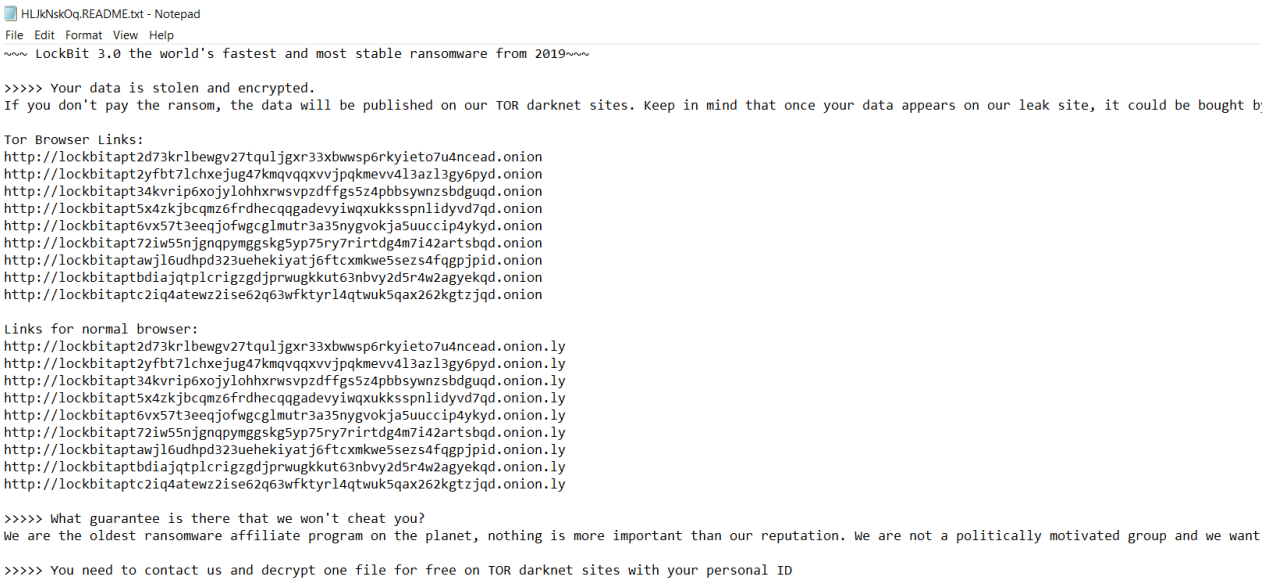 HLJkNskOq.README.txt - Notepad
File Edit Format View Help
~~~ LockBit 3.0 the world's fastest and most stable ransomware from 2019~~~
>>>>> Your data is stolen and encrypted.
If you don't pay the ransom, the data will be published on our TOR darknet sites. Keep in mind that once your data appears on our leak site, it could be bought by
Tor Browser Links:
http://lockbitapt2d73krlbewgv27tquljgxr33xbwwsp6rkyieto7u4ncead.onion
http://lockbitapt2yfbt7lchxejug47kmqvqqxvvjpqkmevv4l3azl3gy6pyd.onion
http://lockbitapt34kvrip6xojylohhxrwsvpzdffgs5z4pbbsywnzsbdguqd.onion
http://lockbitapt5x4zkjbcqmz6frdhecqqgadevyiwqxukksspnlidyvd7qd.onion
http://lockbitapt6vx57t3eeqjofwgcglmutr3a35nygvokja5uuccip4ykyd.onion
http://lockbitapt72iw55njgnqpymggskg5yp75ry7rirtdg4m7i42artsbqd.onion
http://lockbitaptawjl6udhpd323uehekiyatj6ftcxmkwe5sezs4fqgpjpid.onion
http://lockbitaptbdiajqtplcrigzgdjprwugkkut63nbvy2d5r4w2agyekqd.onion
http://lockbitaptc2iq4atewz2ise62q63wfktyrl4qtwuk5qax262kgtzjqd.onion
Links for normal browser:
http://lockbitapt2d73krlbewgv27tquljgxr33xbwwsp6rkyieto7u4ncead.onion.ly
http://lockbitapt2yfbt7lchxejug47kmqvqqxvvjpqkmevv4l3azl3gy6pyd.onion.ly
http://lockbitapt34kvrip6xojylohhxrwsvpzdffgs5z4pbbsywnzsbdguqd.onion.ly
http://lockbitapt5x4zkjbcqmz6frdhecqqgadevyiwqxukksspnlidyvd7qd.onion.ly
http://lockbitapt6vx57t3eeqjofwgcglmutr3a35nygvokja5uuccip4ykyd.onion.ly
http://lockbitapt72iw55njgnqpymggskg5yp75ry7rirtdg4m7i42artsbqd.onion.ly
http://lockbitaptawjl6udhpd323uehekiyatj6ftcxmkwe5sezs4fqgpjpid.onion.ly
http://lockbitaptbdiajqtplcrigzgdjprwugkkut63nbvy2d5r4w2agyekqd.onion.ly
http://lockbitaptc2iq4atewz2ise62q63wfktyrl4qtwuk5qax262kgtzjqd.onion.ly
>>>>> What guarantee is there that we won't cheat you?
We are the oldest ransomware affiliate program on the planet, nothing is more important than our reputation. We are not a politically motivated group and we want
>>>>> You need to contact us and decrypt one file for free on TOR darknet sites with your personal ID